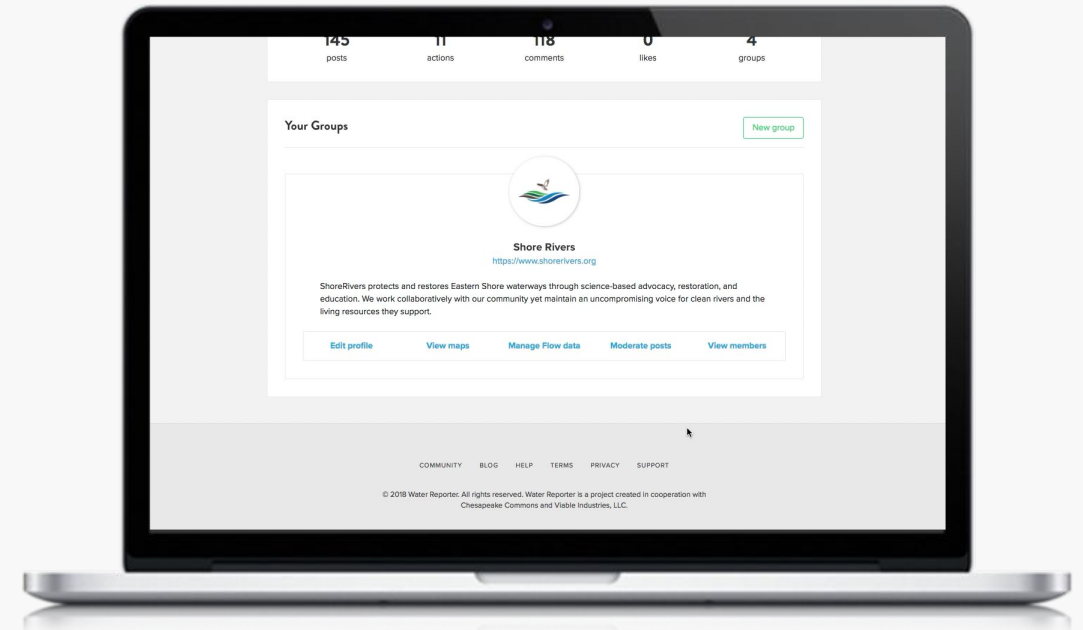 145 11 118 0 4
posts actions comments likes groups
Your Groups
New group
Shore Rivers
https://www.shorerivers.org
ShoreRivers protects and restores Eastern Shore waterways through science-based advocacy, restoration, and
education. We work collaboratively with our community yet maintain an uncompromising voice for clean rivers and the
living resources they support.
Edit profile View maps Manage Flow data Moderate posts View members
COMMUNITY BLOG HELP TERMS PRIVACY SUPPORT
© 2018 Water Reporter. All rights reserved. Water Reporter is a project created in cooperation with
Chesapeake Commons and Viable Industries, LLC.